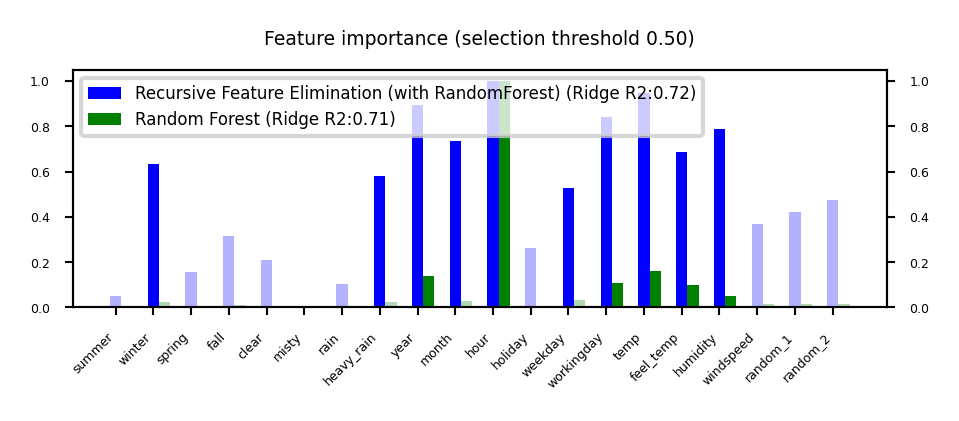 Feature importance (selection threshold 0.50)
Recursive Feature Elimination (with RandomForest) (Ridge R2:0.72)
Random Forest (Ridge R2:0.71)
1.0
0.8
0.6
0.4
0.2
0.0
1.0
0.8
0.6
0.4
0.2
0.0
summer
winter
spring
fall
clear
misty
rain
heavy_rain
year
month
hour
holiday
weekday
workingday
temp
feel_temp
humidity
windspeed
random_1
random_2